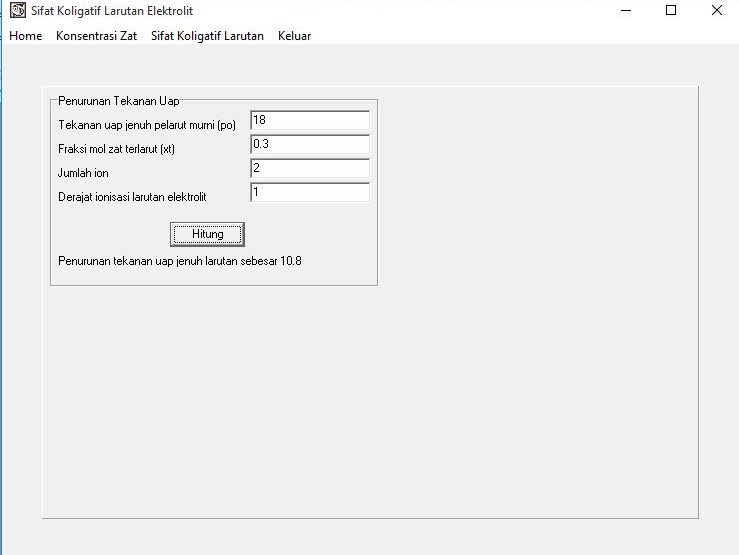 Sifat Koligatif Larutan Elektrolit
Home Konsentrasi Zat Sifat Koligatif Larutan Keluar
Penurunan Tekanan Uap
Tekanan uap jenuh pelarut murni (po) 18
Fraksi mol zat terlarut (xt) 0.3
Jumlah ion 2
Derajat ionisasi larutan elektrolit 1
Hitung
Penurunan tekanan uap jenuh larutan sebesar 10.8